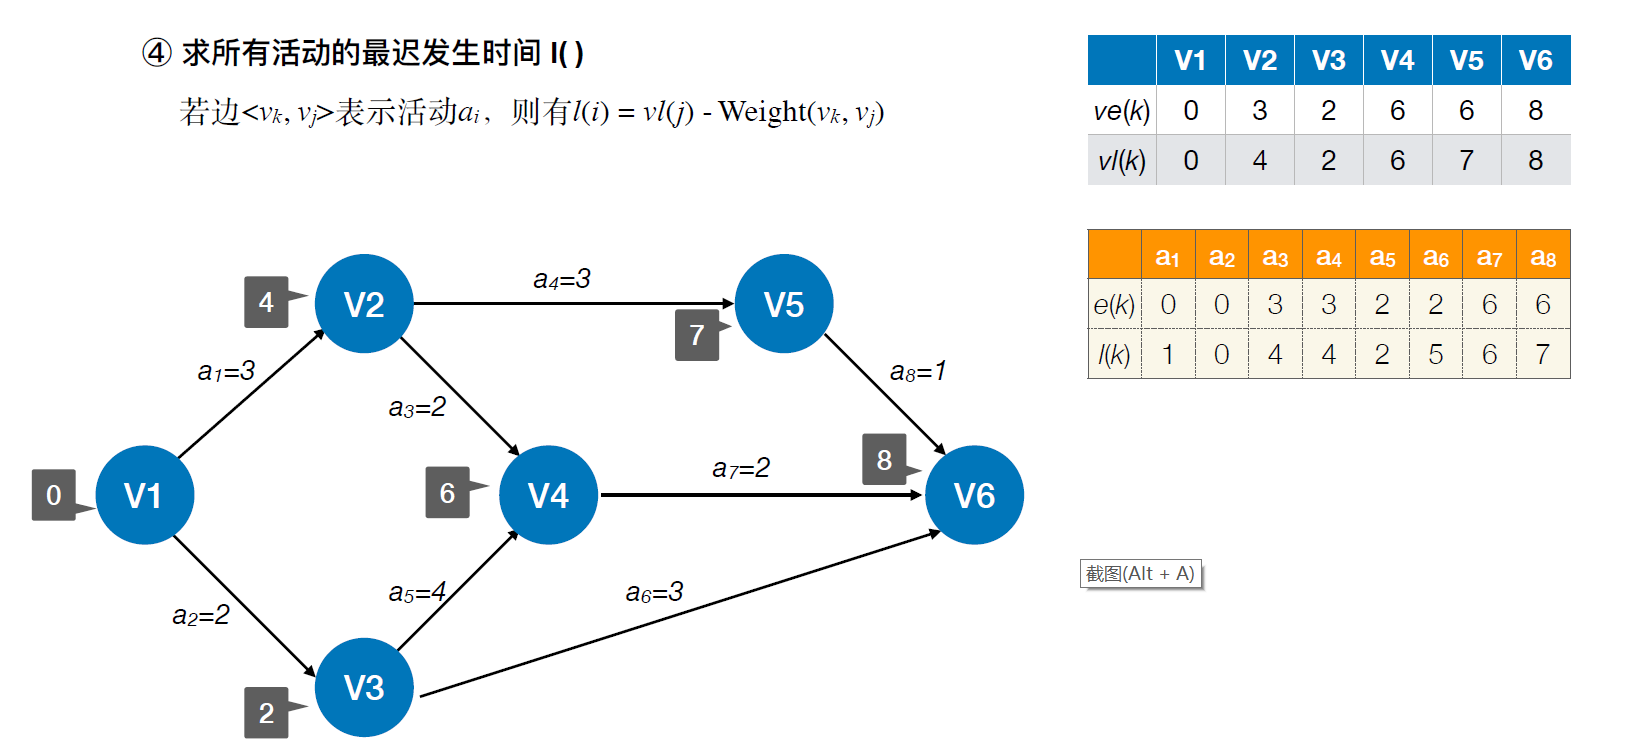 ④ 求所有活动的最迟发生时间 l( )
若边<vk, vj>表示活动ai，则有l(i) = vl(j) - Weight(vk, vj)
V1 V2 V3 V4 V5 V6
ve(k) 0 3 2 6 6 8
vl(k) 0 4 2 6 7 8
a1 a2 a3 a4 a5 a6 a7 a8
e(k) 0 0 3 3 2 2 6 6
l(k) 1 0 4 4 2 5 6 7
4
V2
a4=3
V5
7
a1=3
a3=2
a8=1
0
V1
6
V4
a7=2
8
V6
a2=2
a5=4
a6=3
V3
2
截图(Alt + A)